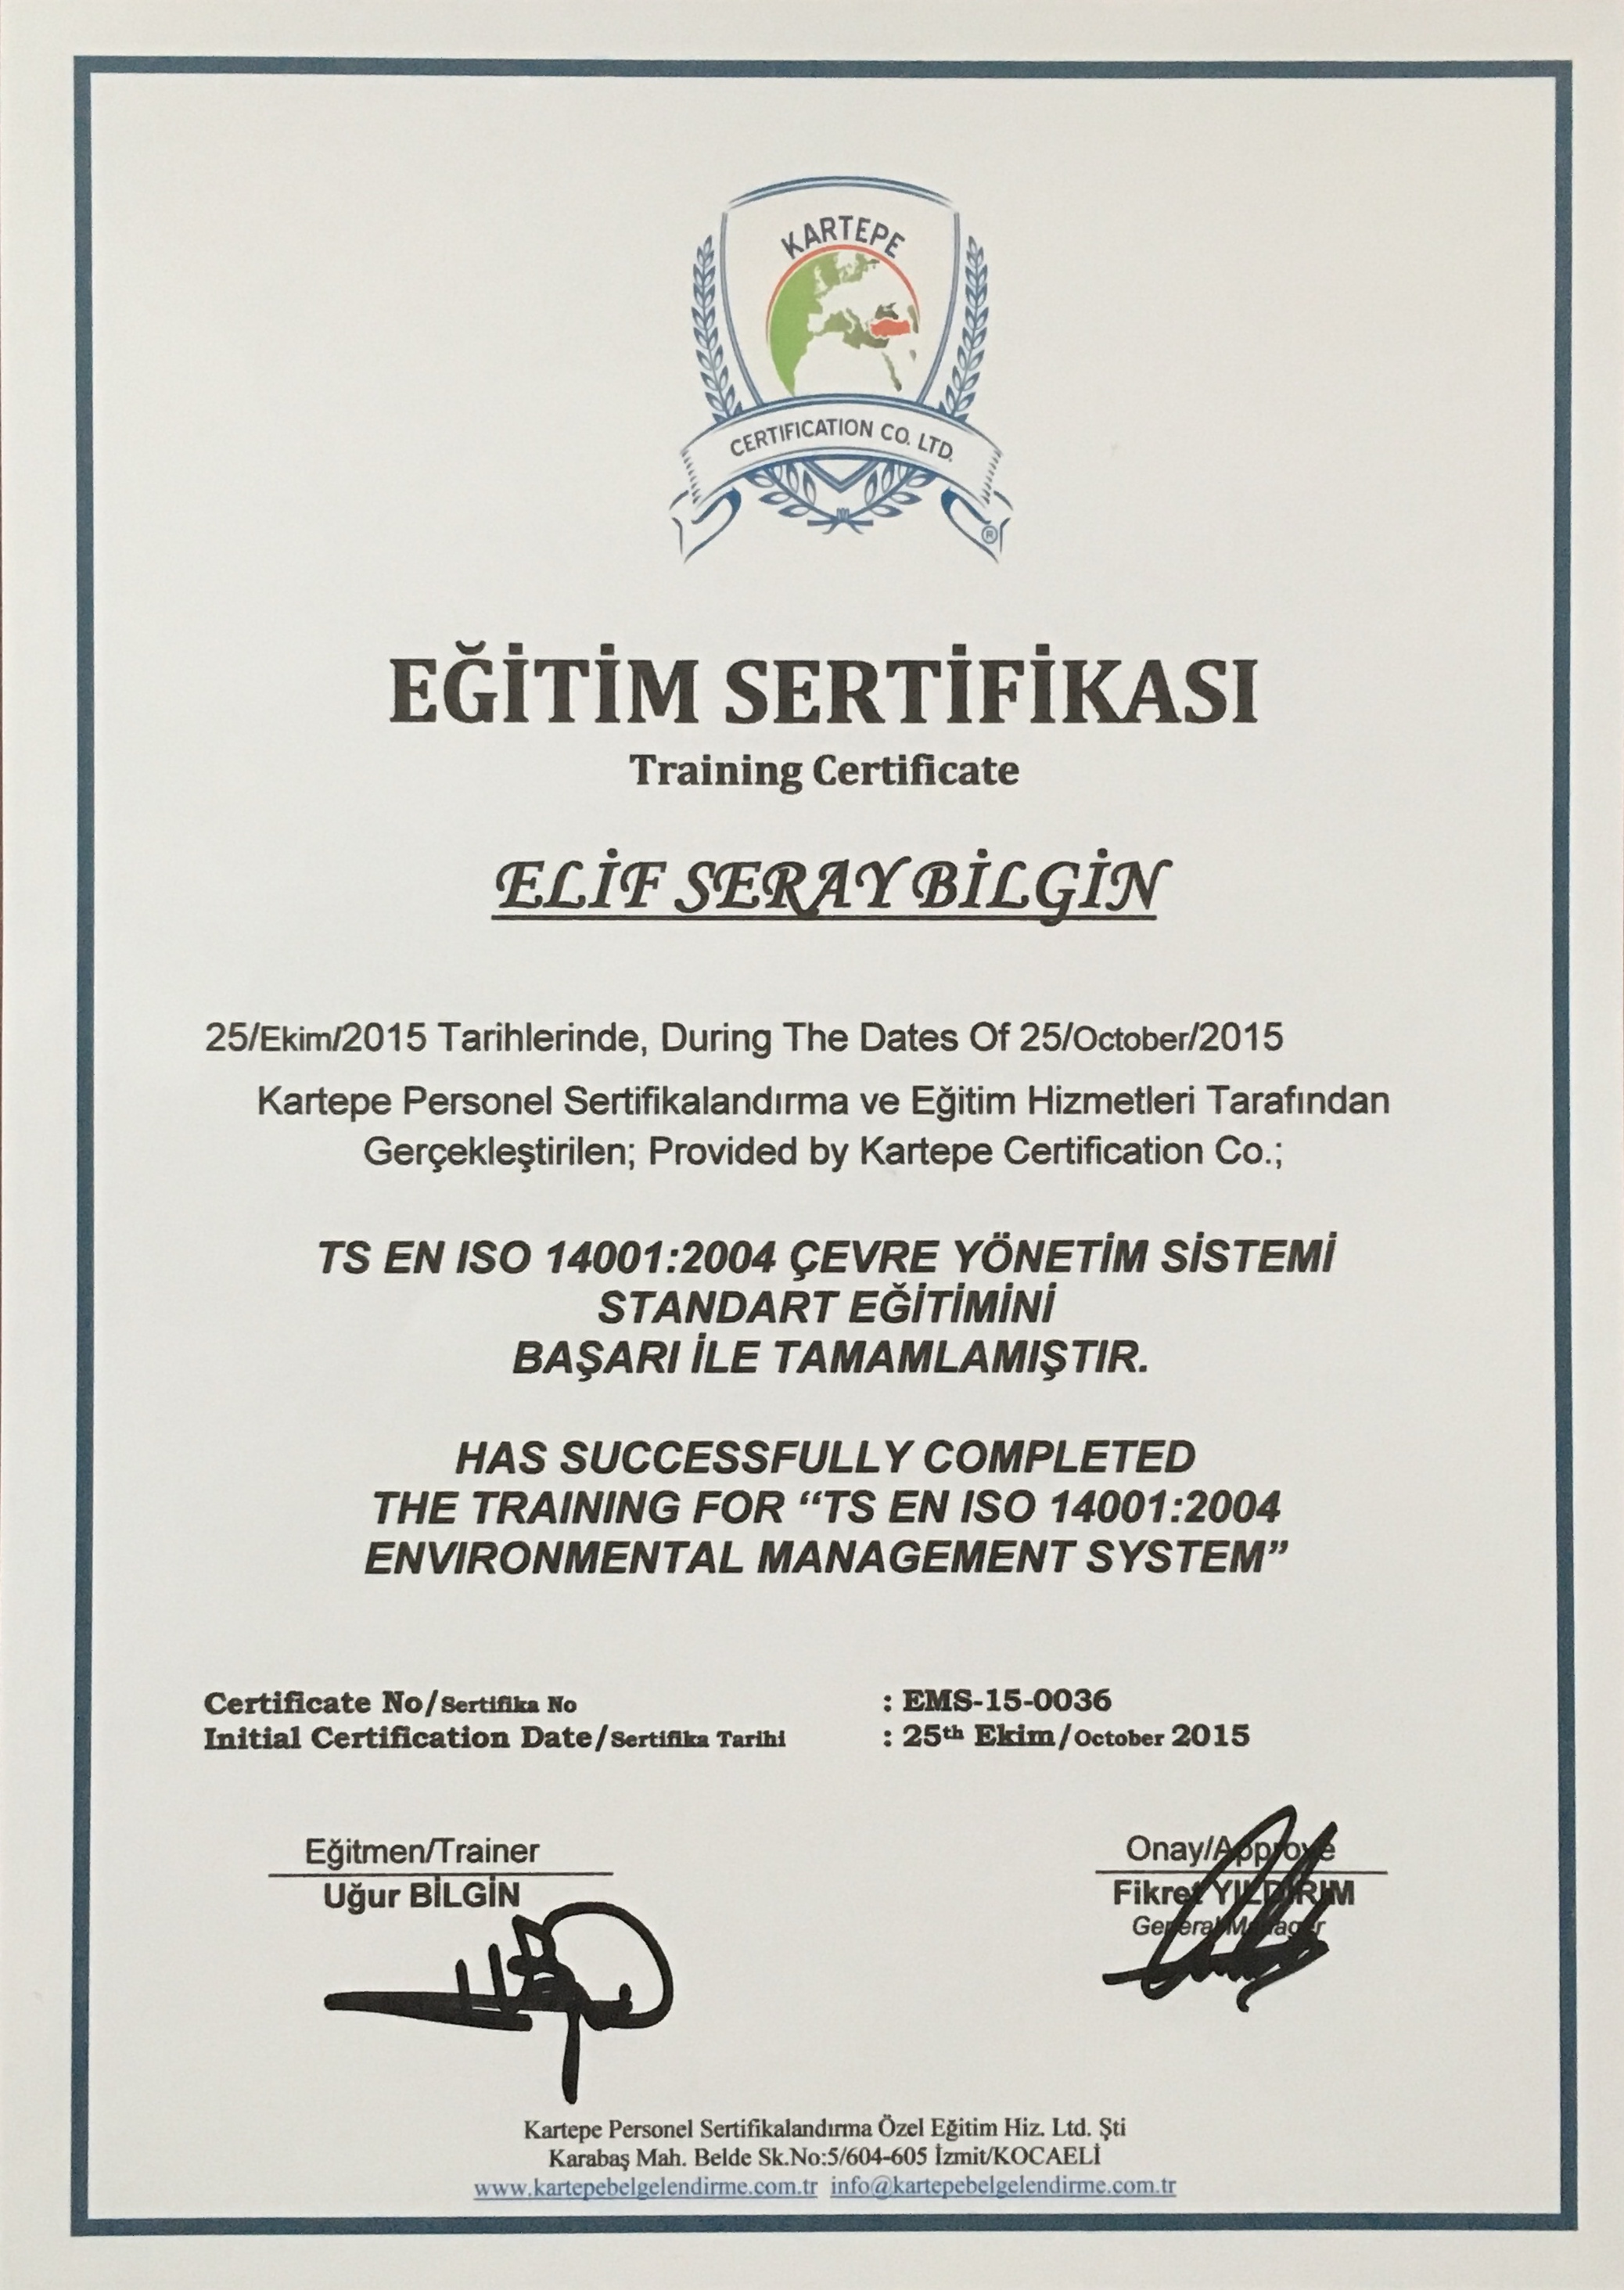 KARTEPE
CERTIFICATION CO. LTD.
®
EĞİTİM SERTİFİKASI
Training Certificate
ELİF SERAY BİLGİN
25/Ekim/2015 Tarihlerinde, During The Dates Of 25/October/2015
Kartepe Personel Sertifikalandırma ve Eğitim Hizmetleri Tarafından
Gerçekleştirilen; Provided by Kartepe Certification Co.;
TS EN ISO 14001:2004 ÇEVRE YÖNETİM SİSTEMİ
STANDART EĞİTİMİNİ
BAŞARI İLE TAMAMLAMIŞTIR.
HAS SUCCESSFULLY COMPLETED
THE TRAINING FOR “TS EN ISO 14001:2004
ENVIRONMENTAL MANAGEMENT SYSTEM”
Certificate No/Sertifika No : EMS-15-0036
Initial Certification Date/Sertifika Tarihi : 25th Ekim/October 2015
Eğitmen/Trainer
Uğur BİLGİN
Onay/Approve
Fikret YILDIRIM
General Manager
Kartepe Personel Sertifikalandırma Özel Eğitim Hiz. Ltd. Şti
Karabaş Mah. Belde Sk.No:5/604-605 İzmit/KOCAELİ
www.kartepebelgelendirme.com.tr info@kartepebelgelendirme.com.tr